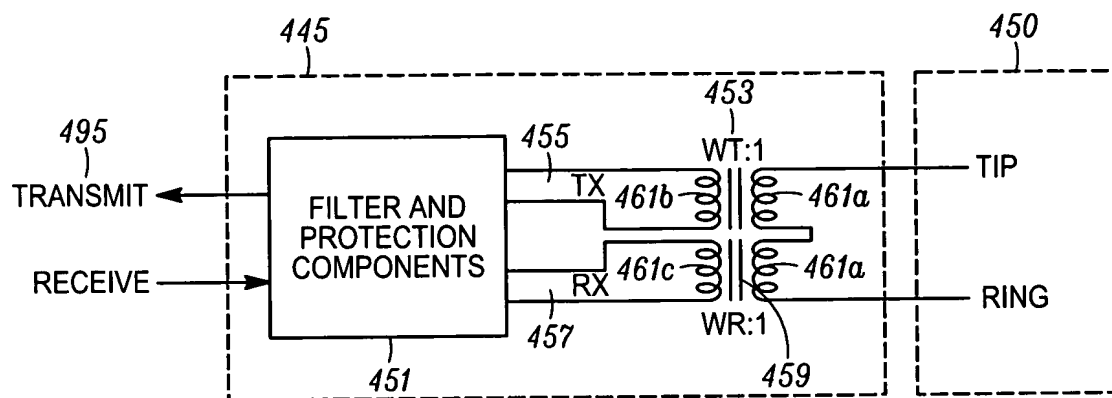 445
450
495
TRANSMIT
RECEIVE
FILTER AND
PROTECTION
COMPONENTS
451
455
TX
RX
457
453
WT:1
461b
461a
461c
461a
WR:1
459
TIP
RING